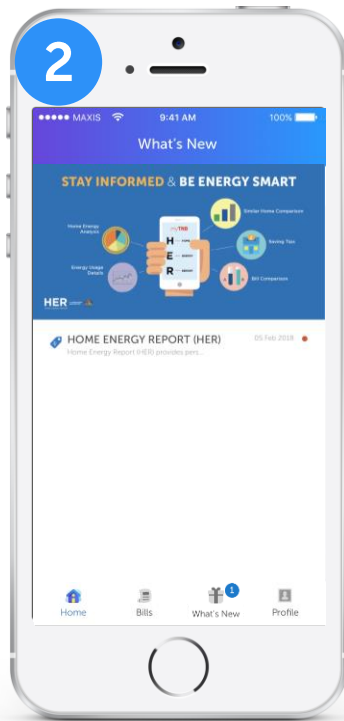 2
MAXIS 9:41 AM 100%
What's New
STAY INFORMED & BE ENERGY SMART
Similar Home Comparison
Home Energy
Analysis
myTNB
H
E
R
Saving Tips
Energy Usage
Details
Bill Comparison
HER
HOME ENERGY REPORT (HER) 05 Feb 2018
Home Energy Report (HER) provides pers...
1
Home Bills What's New Profile